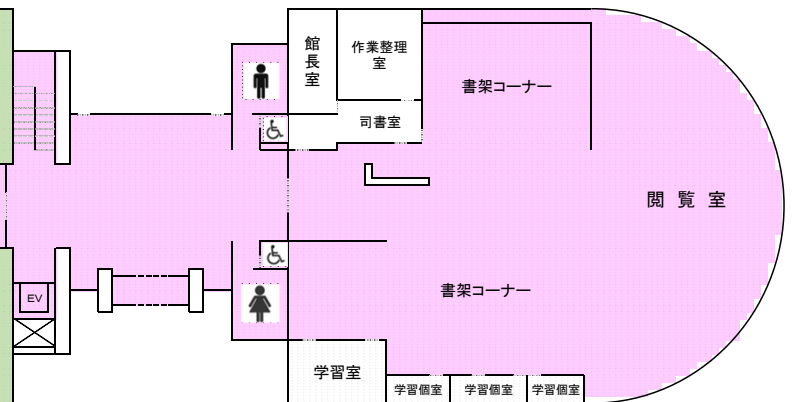 館
長
室
作業整理
室
書架コーナー
司書室
閲 覧 室
書架コーナー
EV
学習室
学習個室
学習個室
学習個室